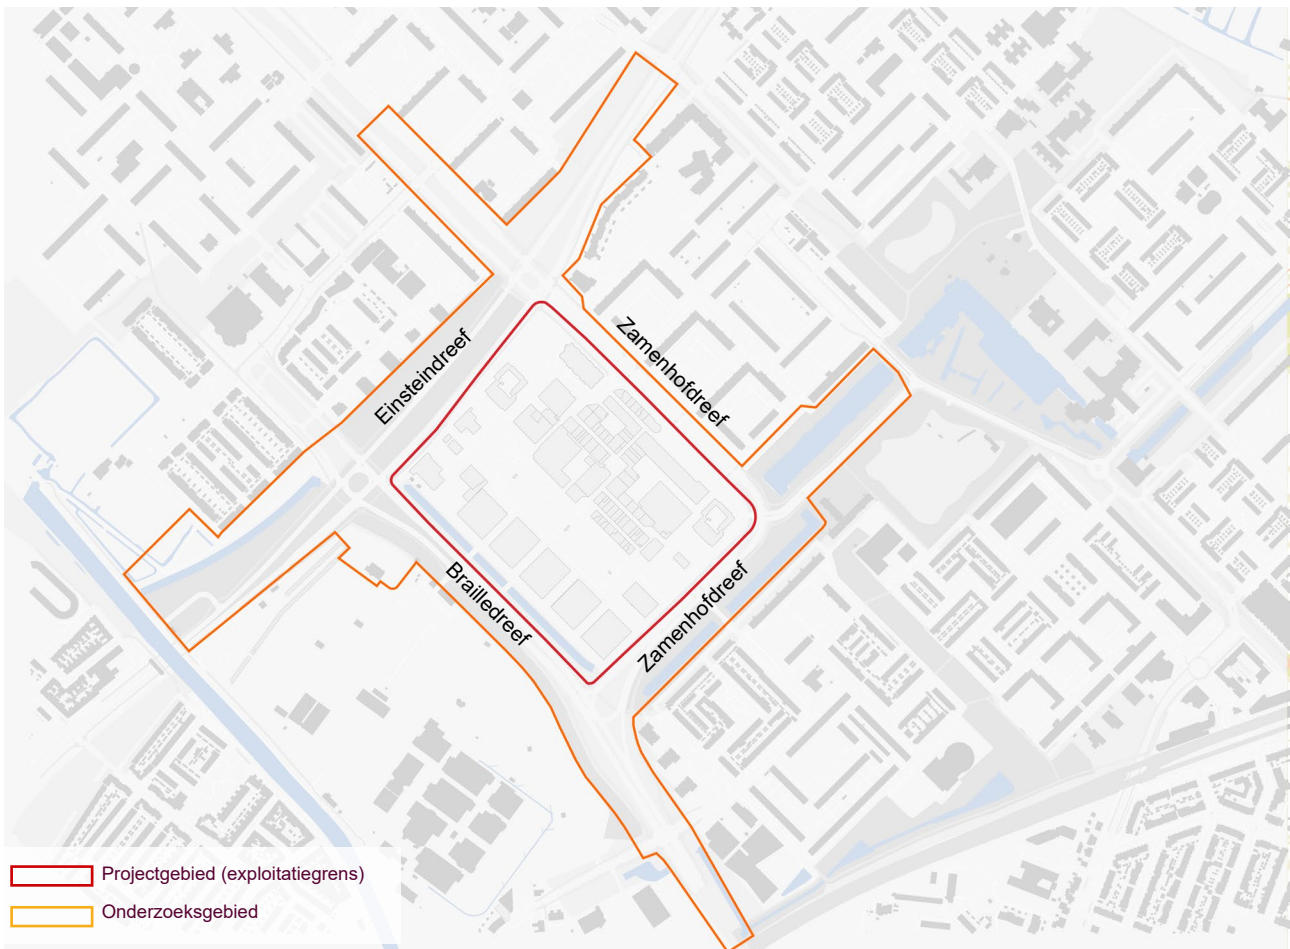 Zamenhofdreef
Einsteindreef
Brailledreef
Zamenhofdreef
Projectgebied (exploitatiegrens)
Onderzoeksgebied